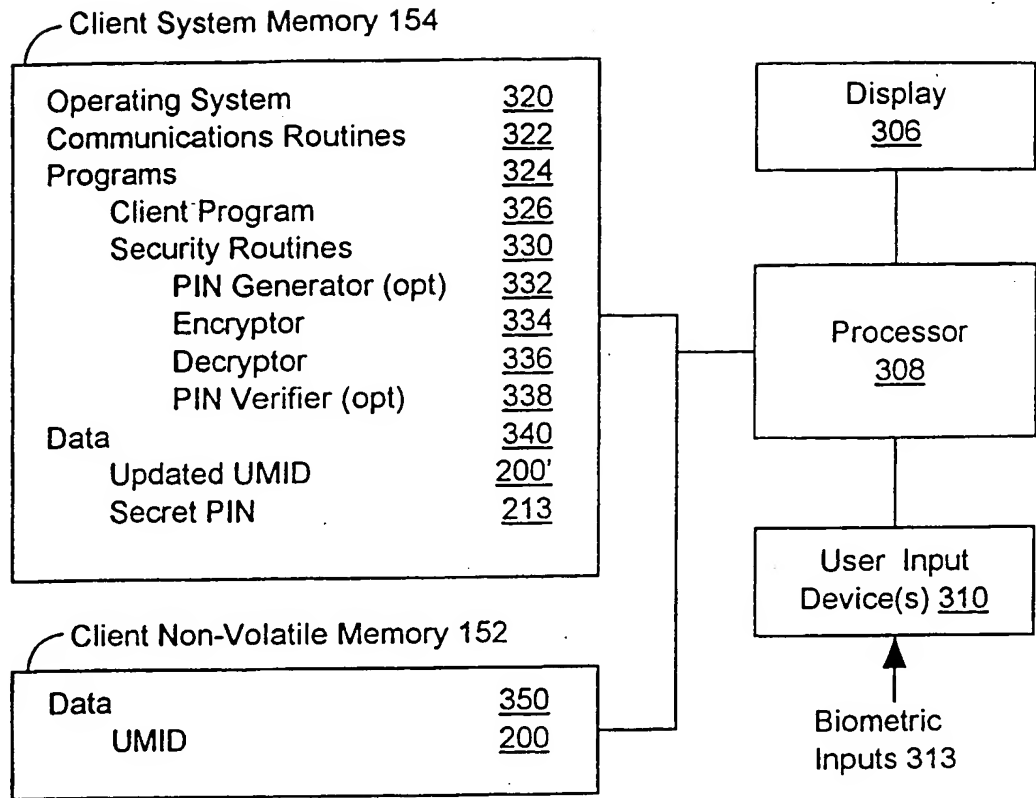 Client System Memory 154
Operating System 320
Communications Routines 322
Programs 324
Client Program 326
Security Routines 330
PIN Generator (opt) 332
Encryptor 334
Decryptor 336
PIN Verifier (opt) 338
Data 340
Updated UMID 200'
Secret PIN 213
Client Non-Volatile Memory 152
Data 350
UMID 200
Display
306
Processor
308
User Input
Device(s) 310
Biometric
Inputs 313